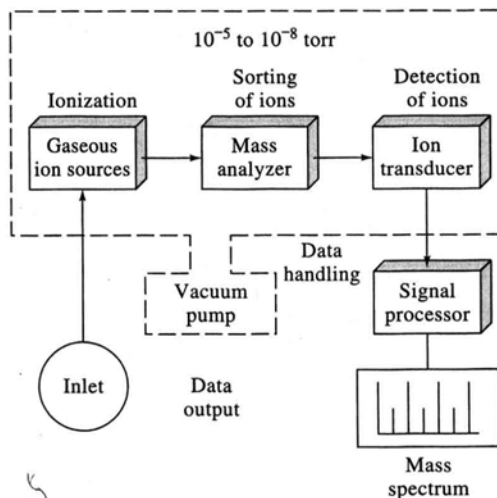 10⁻⁵ to 10⁻⁸ torr
Ionization
Sorting
of ions
Detection
of ions
Gaseous
ion sources
Mass
analyzer
Ion
transducer
Data
handling
Vacuum
pump
Signal
processor
Inlet
Data
output
Mass
spectrum